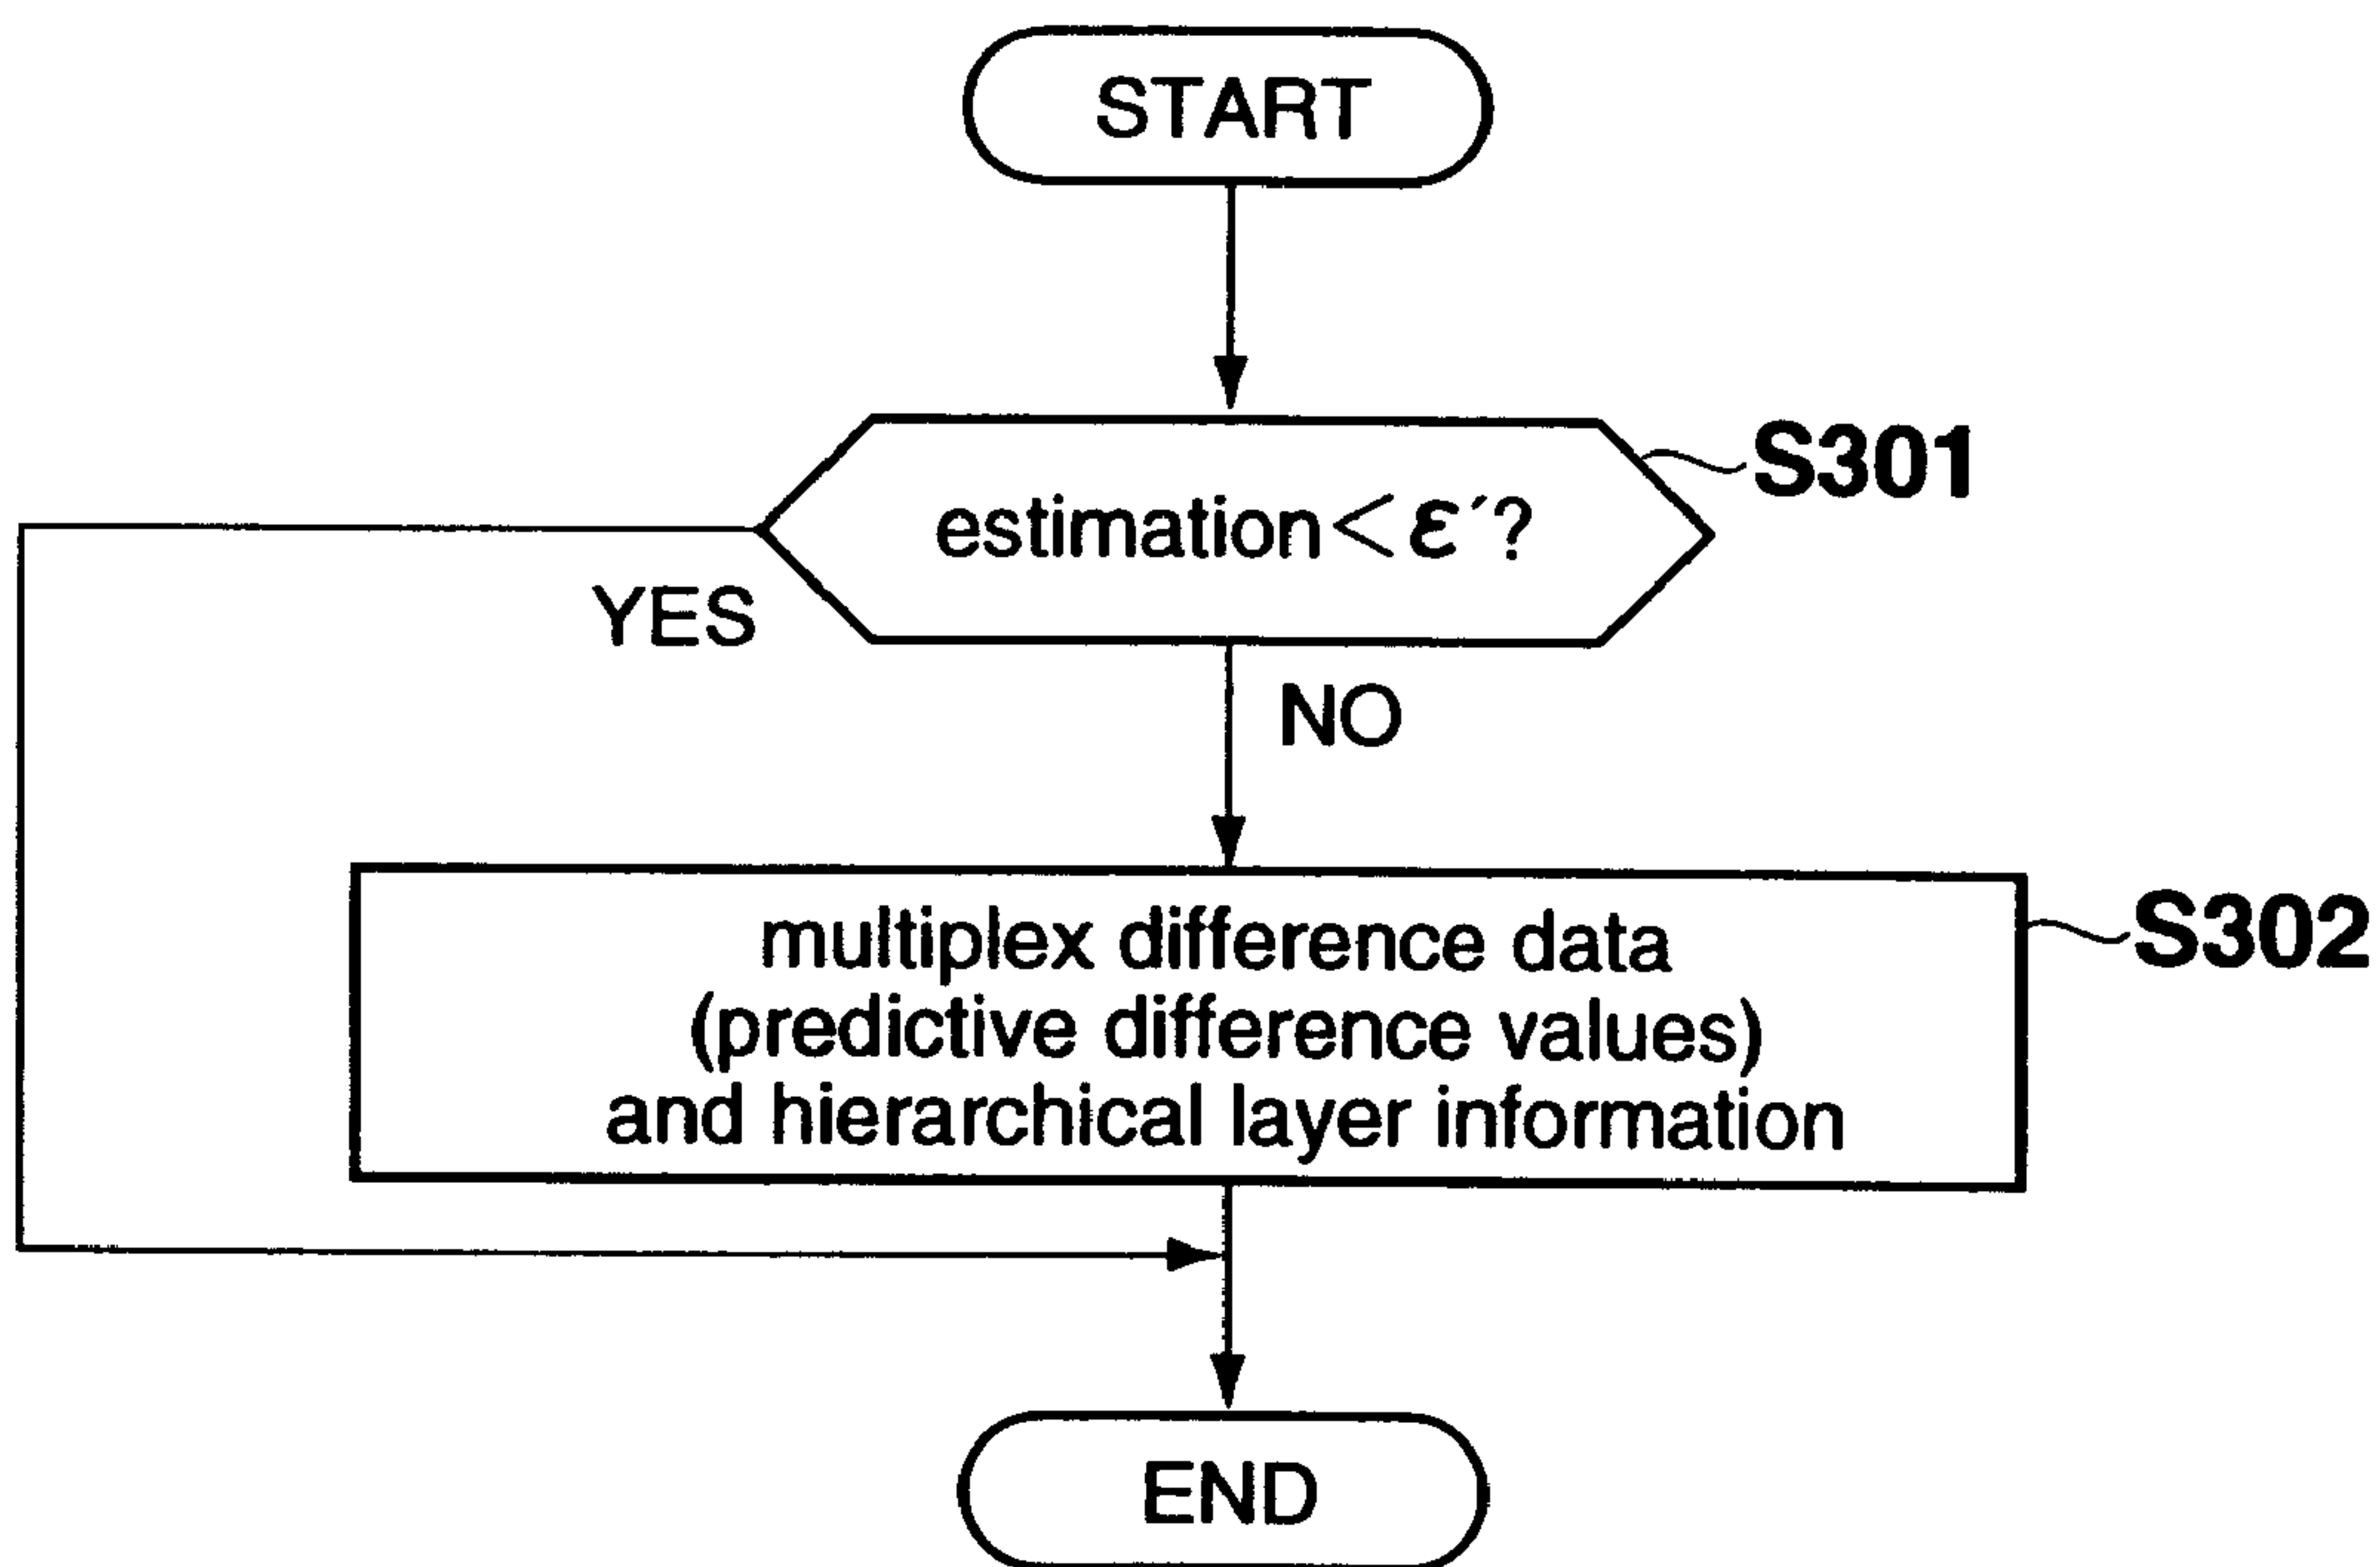 START
estimation<ε´?
S301
YES
NO
multiplex difference data
(predictive difference values)
and hierarchical layer information
S302
END